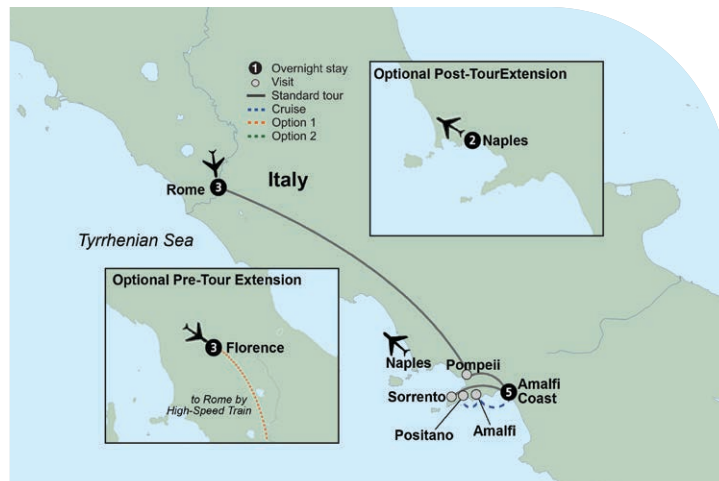 1 Overnight stay
Visit
Standard tour
Cruise
Option 1
Option 2
Optional Post-TourExtension
2 Naples
Italy
Rome 3
Tyrrhenian Sea
Optional Pre-Tour Extension
3 Florence
to Rome by
High-Speed Train
Naples
Pompeii
5 Amalfi
Coast
Sorrento
Positano
Amalfi